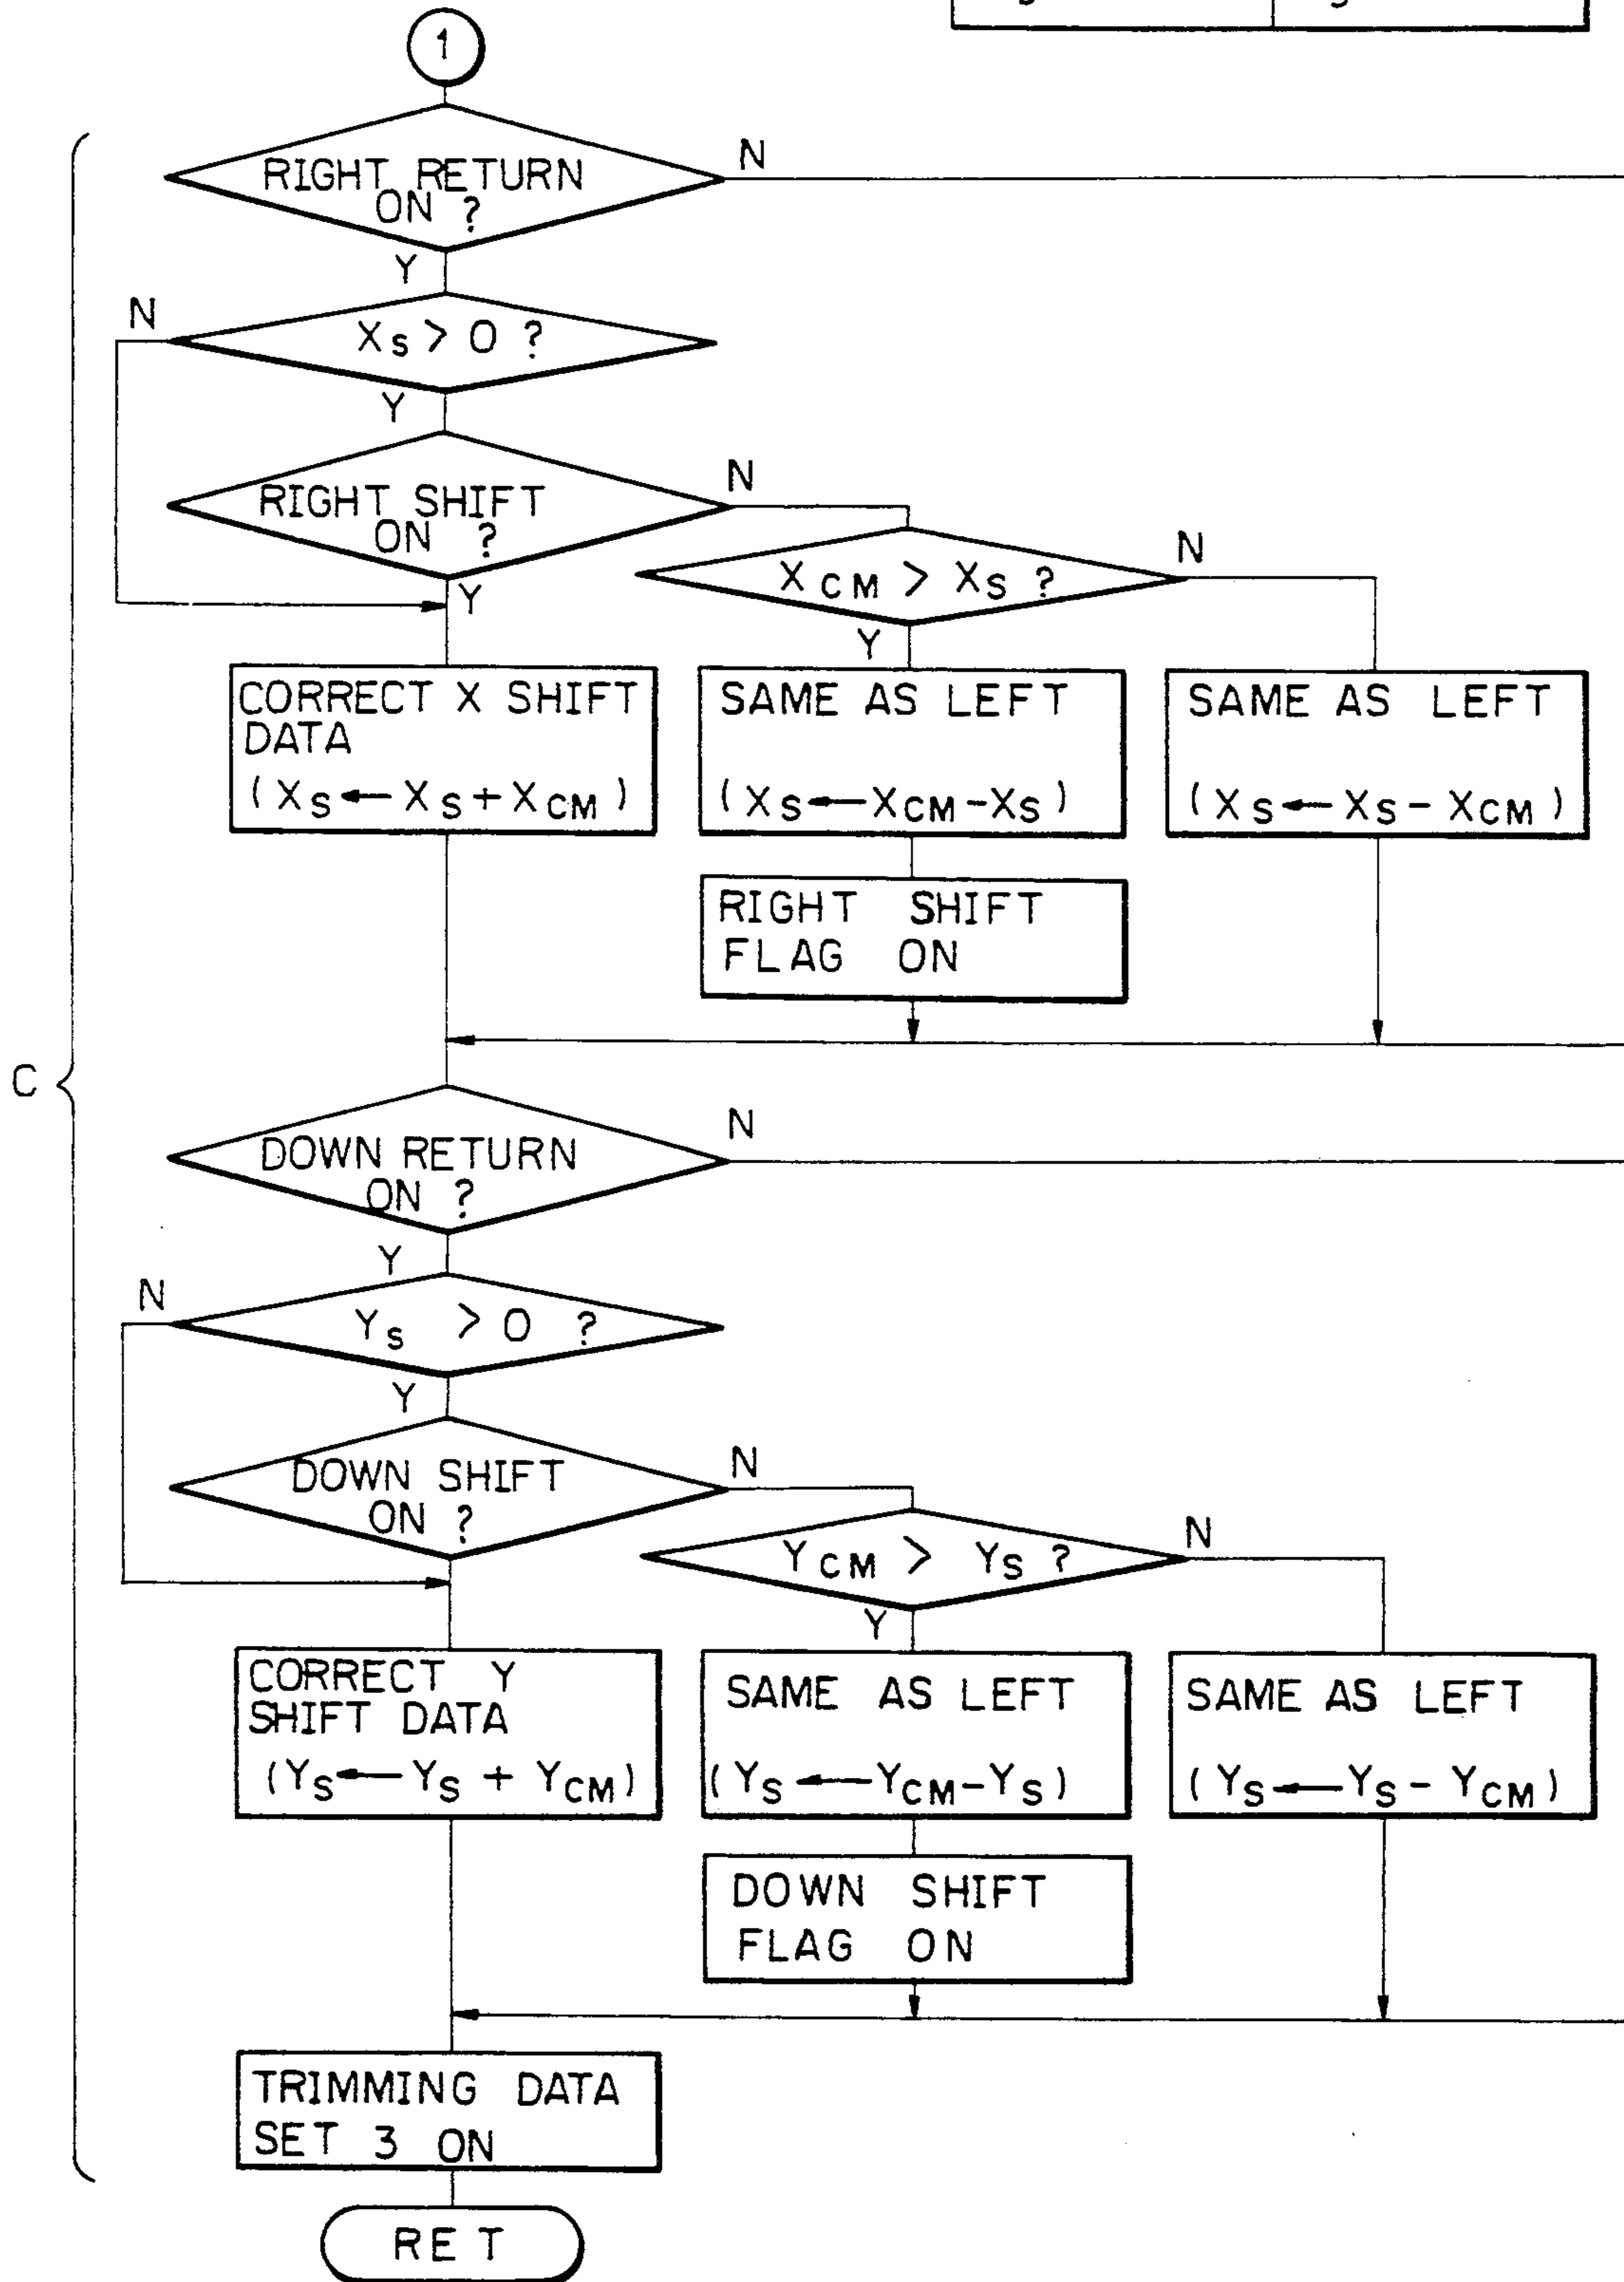 1
RIGHT RETURN
ON ?
N
Y
N
Xs > 0 ?
Y
RIGHT SHIFT
ON ?
N
Y
XCM > XS ?
N
Y
CORRECT X SHIFT
DATA
(XS ← XS + XCM)
SAME AS LEFT
(XS ← XCM - XS)
SAME AS LEFT
(XS ← XS - XCM)
RIGHT SHIFT
FLAG ON
C
DOWN RETURN
ON ?
N
Y
N
Ys > 0 ?
Y
DOWN SHIFT
ON ?
N
YCM > YS ?
N
Y
CORRECT Y
SHIFT DATA
(YS ← YS + YCM)
SAME AS LEFT
(YS ← YCM - YS)
SAME AS LEFT
(YS ← YS - YCM)
DOWN SHIFT
FLAG ON
TRIMMING DATA
SET 3 ON
RET